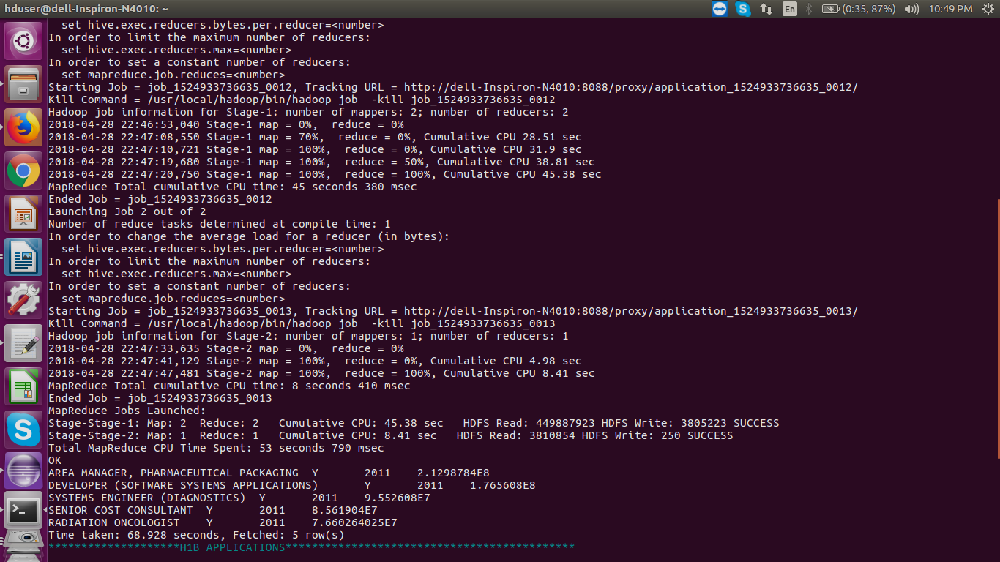 hduser@dell-Inspiron-N4010: ~
En
(0:35, 87%)
10:49 PM
set hive.exec.reducers.bytes.per.reducer=<number>
In order to limit the maximum number of reducers:
set hive.exec.reducers.max=<number>
In order to set a constant number of reducers:
set mapreduce.job.reduces=<number>
Starting Job = job_1524933736635_0012, Tracking URL = http://dell-Inspiron-N4010:8088/proxy/application_1524933736635_0012/
Kill Command = /usr/local/hadoop/bin/hadoop job  -kill job_1524933736635_0012
Hadoop job information for Stage-1: number of mappers: 2; number of reducers: 2
2018-04-28 22:46:53,040 Stage-1 map = 0%,  reduce = 0%
2018-04-28 22:47:08,550 Stage-1 map = 70%,  reduce = 0%, Cumulative CPU 28.51 sec
2018-04-28 22:47:10,721 Stage-1 map = 100%,  reduce = 0%, Cumulative CPU 31.9 sec
2018-04-28 22:47:19,680 Stage-1 map = 100%,  reduce = 50%, Cumulative CPU 38.81 sec
2018-04-28 22:47:20,750 Stage-1 map = 100%,  reduce = 100%, Cumulative CPU 45.38 sec
MapReduce Total cumulative CPU time: 45 seconds 380 msec
Ended Job = job_1524933736635_0012
Launching Job 2 out of 2
Number of reduce tasks determined at compile time: 1
In order to change the average load for a reducer (in bytes):
set hive.exec.reducers.bytes.per.reducer=<number>
In order to limit the maximum number of reducers:
set hive.exec.reducers.max=<number>
In order to set a constant number of reducers:
set mapreduce.job.reduces=<number>
Starting Job = job_1524933736635_0013, Tracking URL = http://dell-Inspiron-N4010:8088/proxy/application_1524933736635_0013/
Kill Command = /usr/local/hadoop/bin/hadoop job  -kill job_1524933736635_0013
Hadoop job information for Stage-2: number of mappers: 1; number of reducers: 1
2018-04-28 22:47:33,635 Stage-2 map = 0%,  reduce = 0%
2018-04-28 22:47:41,129 Stage-2 map = 100%,  reduce = 0%, Cumulative CPU 4.98 sec
2018-04-28 22:47:47,481 Stage-2 map = 100%,  reduce = 100%, Cumulative CPU 8.41 sec
MapReduce Total cumulative CPU time: 8 seconds 410 msec
Ended Job = job_1524933736635_0013
MapReduce Jobs Launched:
Stage-Stage-1: Map: 2  Reduce: 2   Cumulative CPU: 45.38 sec   HDFS Read: 449887923 HDFS Write: 3805223 SUCCESS
Stage-Stage-2: Map: 1  Reduce: 1   Cumulative CPU: 8.41 sec   HDFS Read: 3810854 HDFS Write: 250 SUCCESS
Total MapReduce CPU Time Spent: 53 seconds 790 msec
OK
AREA MANAGER, PHARMACEUTICAL PACKAGING  Y       2011    2.1298784E8
DEVELOPER (SOFTWARE SYSTEMS APPLICATIONS)       Y       2011    1.765608E8
SYSTEMS ENGINEER (DIAGNOSTICS)  Y       2011    9.552608E7
SENIOR COST CONSULTANT  Y       2011    8.561904E7
RADIATION ONCOLOGIST    Y       2011    7.660264025E7
Time taken: 68.928 seconds, Fetched: 5 row(s)
********************H1B APPLICATIONS********************************************